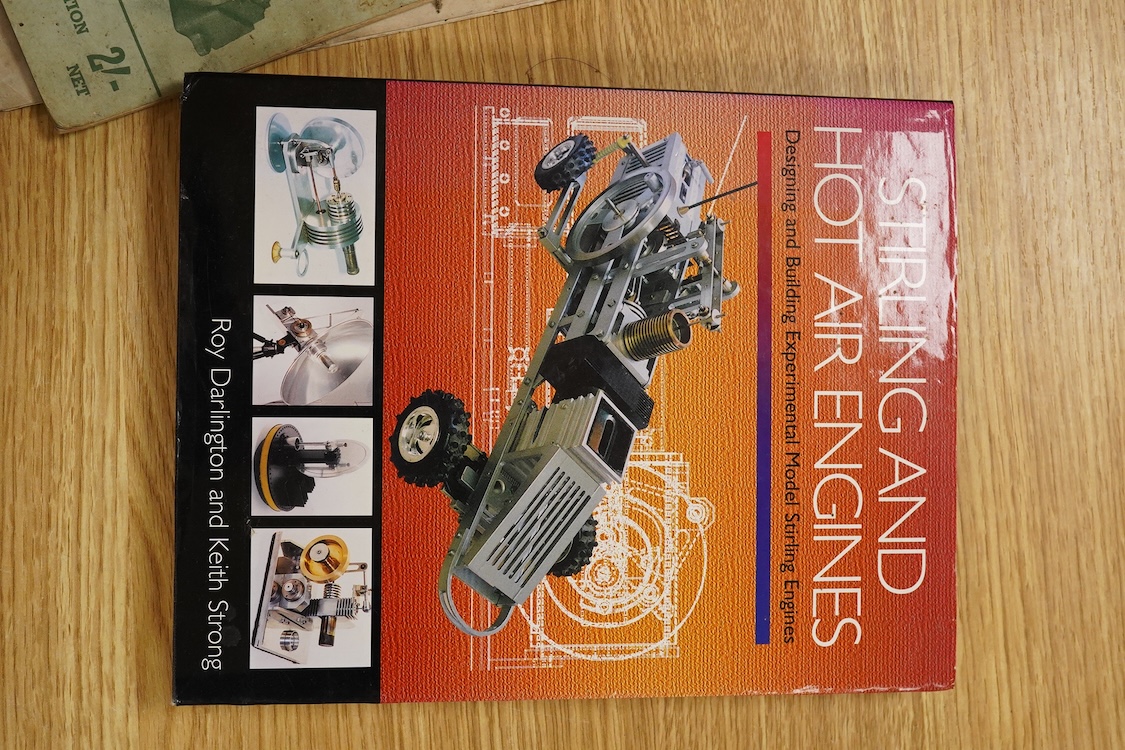 TION
2/-
NET
STIRLING AND
HOT AIR ENGINES
Designing and Building Experimental Model Stirling Engines
Roy Darlington and Keith Strong